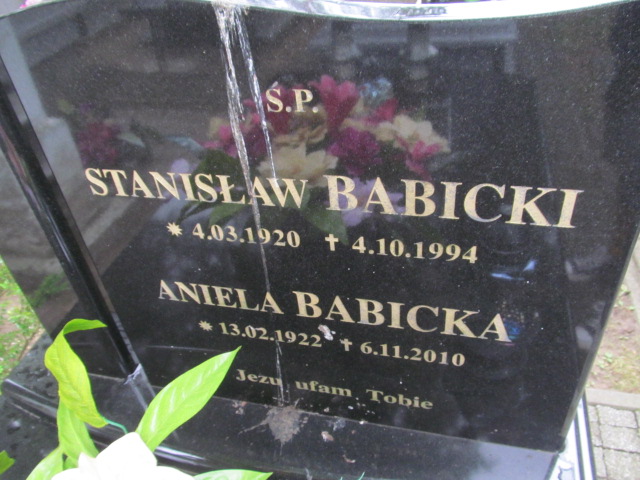 S.P.
STANISŁAW BABICKI
✷ 4.03.1920 ✝ 4.10.1994
ANIELA BABICKA
✷ 13.02.1922 ✝ 6.11.2010
Jezu ufam Tobie